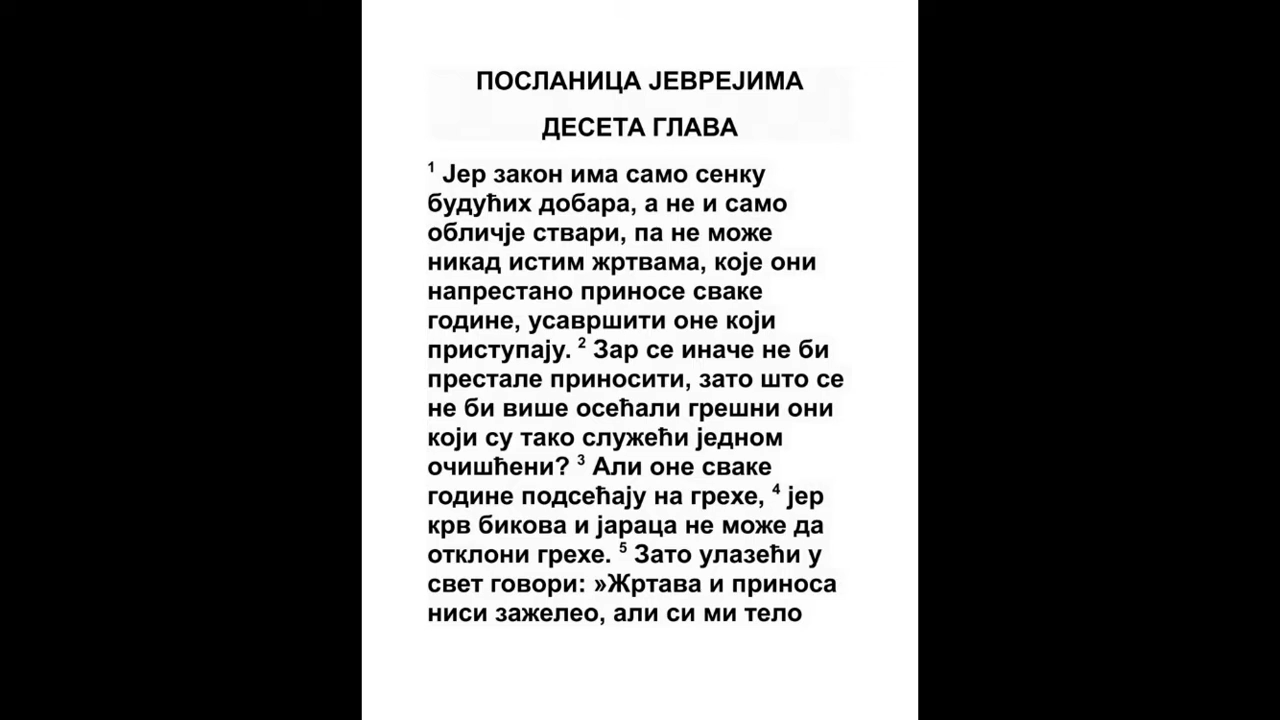 ПОСЛАНИЦА ЈЕВРЕЈИМА
ДЕСЕТА ГЛАВА
¹ Јер закон има само сенку
будућих добара, а не и само
обличје ствари, па не може
никад истим жртвама, које они
напрестано приносе сваке
године, усавршити оне који
приступају. ² Зар се иначе не би
престале приносити, зато што се
не би више осећали грешни они
који су тако служећи једном
очишћени? ³ Али оне сваке
године подсећају на грехе, ⁴ јер
крв бикова и јараца не може да
отклони грехе. ⁵ Зато улазећи у
свет говори: »Жртава и приноса
ниси зажелео, али си ми тело